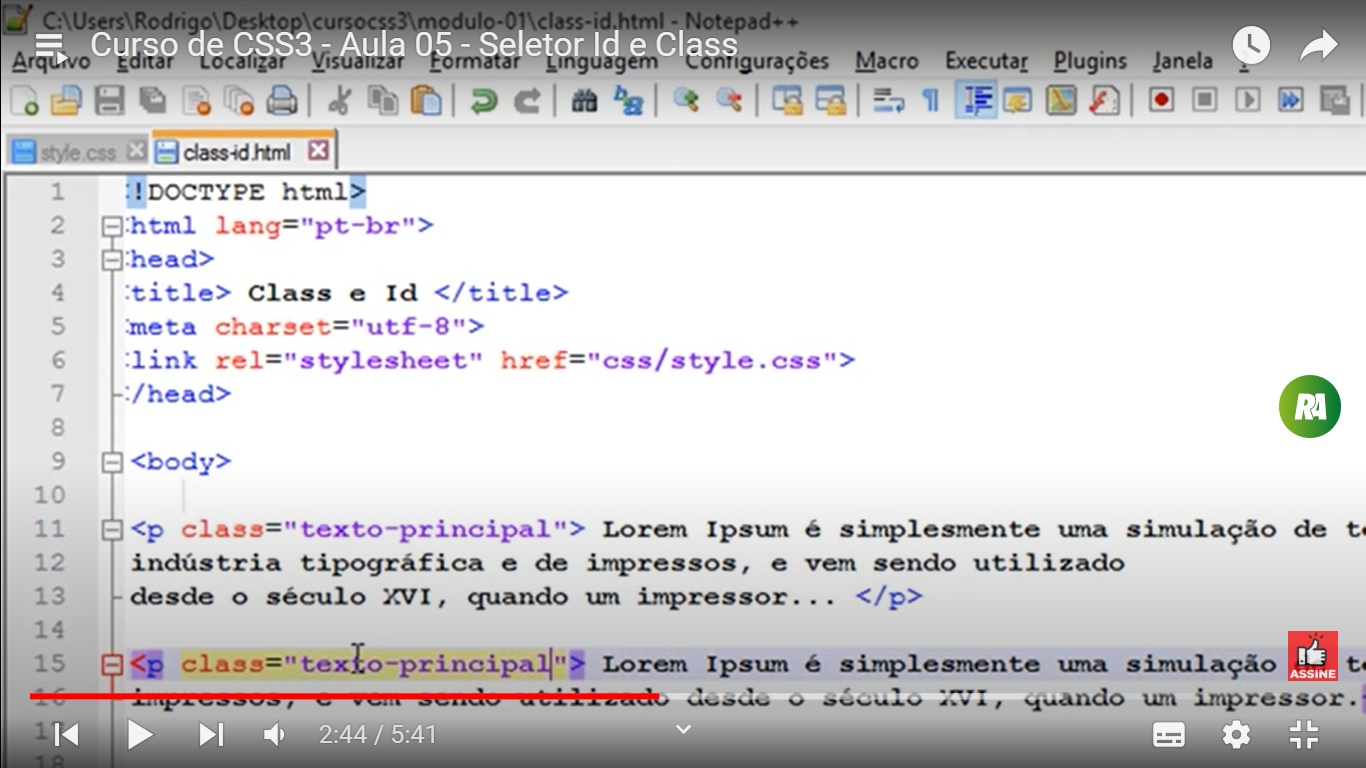 C:\Users\Rodrigo\Desktop\cursocss3\modulo-01\class-id.html - Notepad++
Curso de CSS3 - Aula 05 - Seletor Id e Class
Arquivo Editar Localizar Visualizar Formatar Linguagem Configurações Macro Executar Plugins Janela
style.css class-id.html
1 !DOCTYPE html>
2 html lang="pt-br">
3 head>
4 title> Class e Id </title>
5 meta charset="utf-8">
6 link rel="stylesheet" href="css/style.css">
7 /head>
8
9 <body>
10
11 <p class="texto-principal"> Lorem Ipsum é simplesmente uma simulação de
12 indústria tipográfica e de impressos, e vem sendo utilizado
13 desde o século XVI, quando um impressor... </p>
14
15 <p class="texto-principal"> Lorem Ipsum é simplesmente uma simulação
16 impressos, e vem sendo utilizado desde o século XVI, quando um impressor.
RA
ASSINE
2:44 / 5:41
18